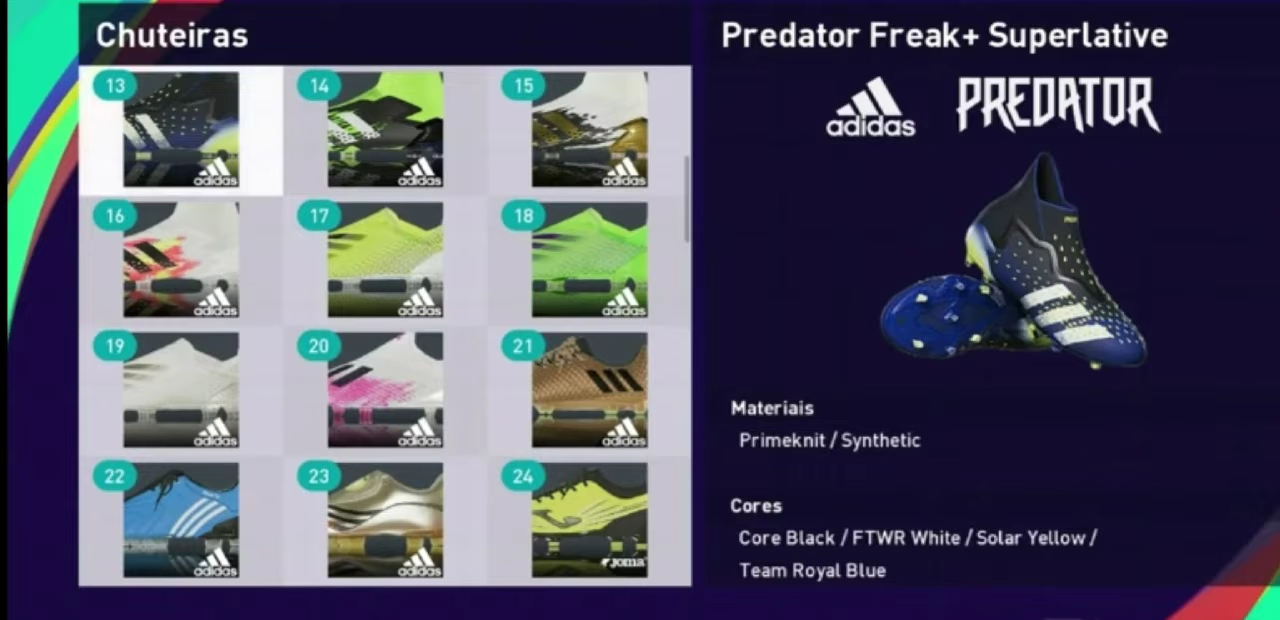 Chuteiras
13
adidas
14
adidas
15
adidas
16
adidas
17
adidas
18
adidas
19
adidas
20
adidas
21
adidas
22
adidas
23
adidas
24
joma
Predator Freak+ Superlative
adidas
PREDATOR
Materiais
Primeknit / Synthetic
Cores
Core Black / FTWR White / Solar Yellow /
Team Royal Blue